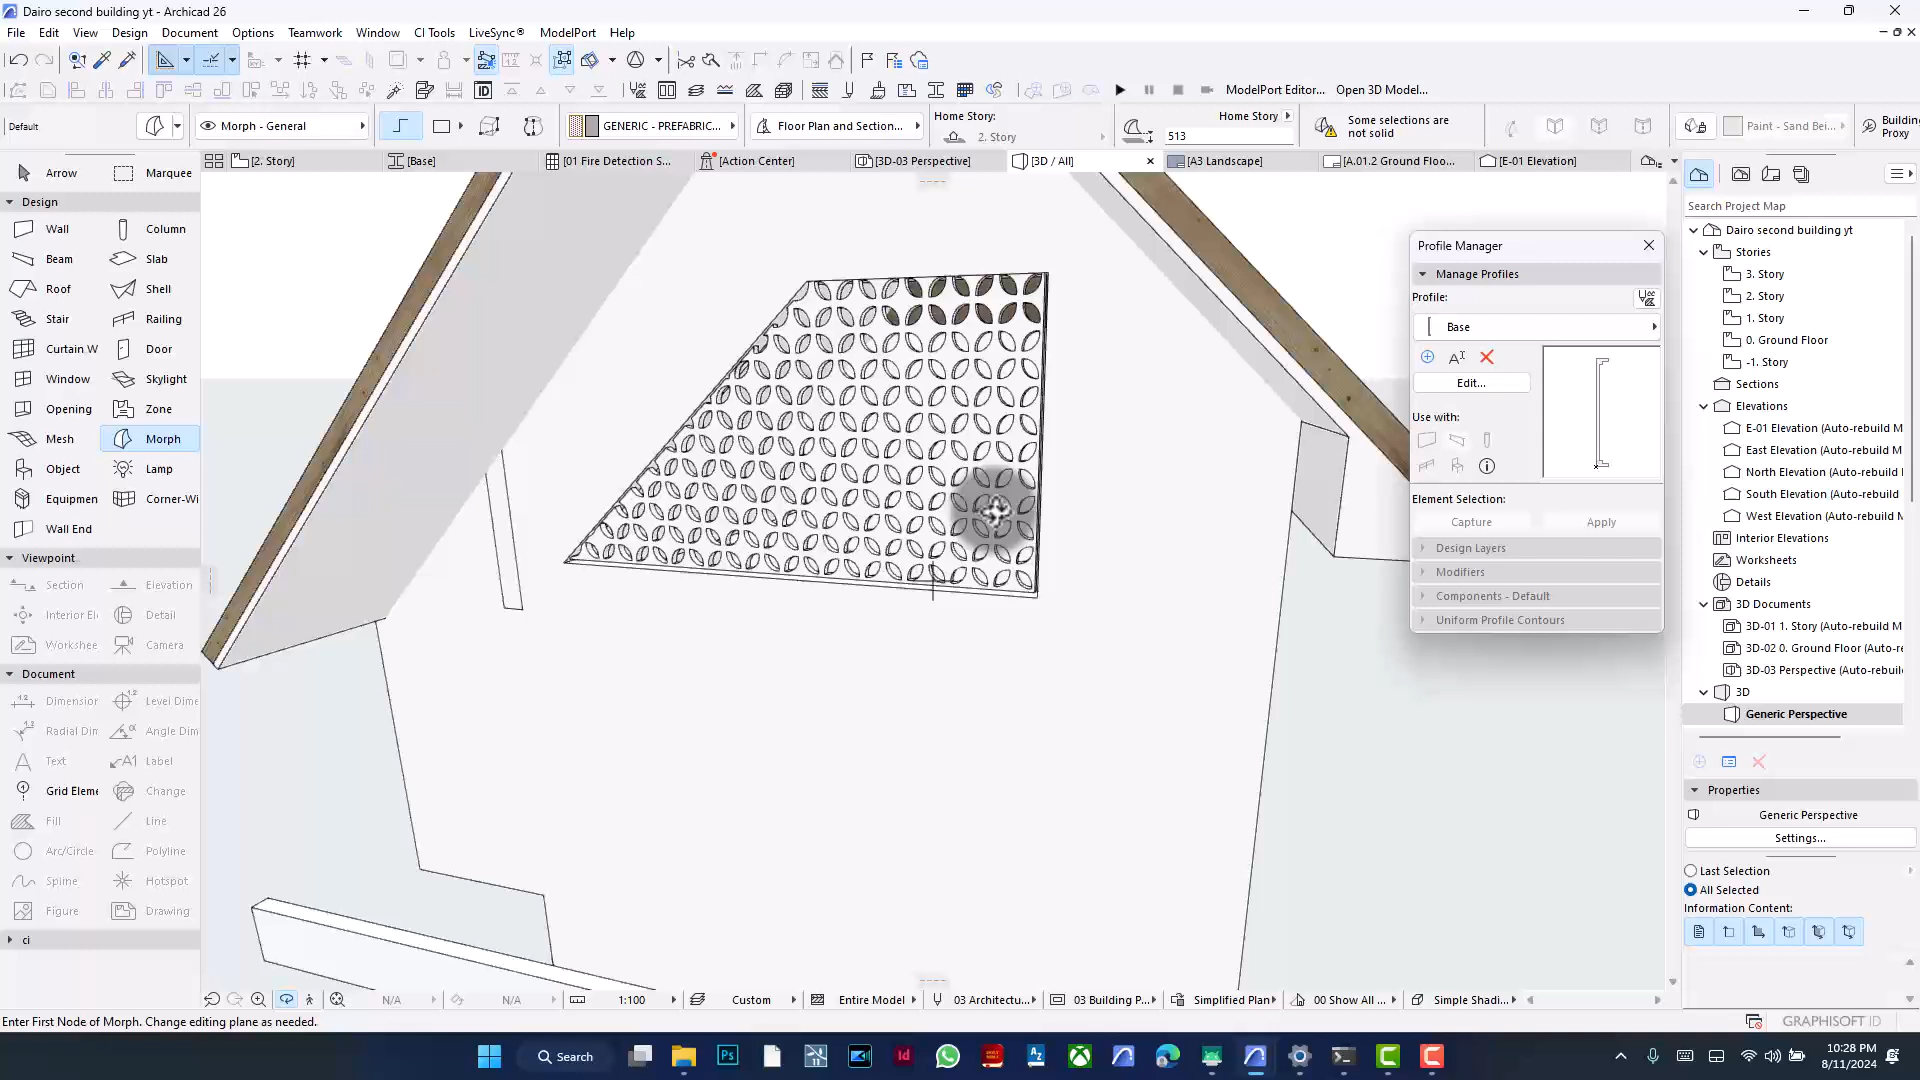 Dairo second building yt - Archicad 26
File Edit View Design Document Options Teamwork Window CI Tools LiveSync® ModelPort Help
ModelPort Editor... Open 3D Model...
Default
Morph - General
GENERIC - PREFABRIC...
Floor Plan and Section...
Home Story:
2. Story
Home Story
513
Some selections are
not solid
Paint - Sand Bei...
Building
Proxy
[2. Story] [Base] [01 Fire Detection S... [Action Center] [3D-03 Perspective] [3D / All] [A3 Landscape] [A.01.2 Ground Floo... [E-01 Elevation]
Arrow Marquee
Design
Wall Column
Beam Slab
Roof Shell
Stair Railing
Curtain W Door
Window Skylight
Opening Zone
Mesh Morph
Object Lamp
Equipmen Corner-Wi
Wall End
Viewpoint
Section Elevation
Interior El Detail
Workshee Camera
Document
Dimension Level Dime
Radial Dim Angle Dim
Text Label
Grid Eleme Change
Fill Line
Arc/Circle Polyline
Spline Hotspot
Figure Drawing
ci
Profile Manager
Manage Profiles
Profile:
Base
Edit...
Use with:
Element Selection:
Capture Apply
Design Layers
Modifiers
Components - Default
Uniform Profile Contours
Search Project Map
Dairo second building yt
Stories
3. Story
2. Story
1. Story
0. Ground Floor
-1. Story
Sections
Elevations
E-01 Elevation (Auto-rebuild M
East Elevation (Auto-rebuild M
North Elevation (Auto-rebuild
South Elevation (Auto-rebuild
West Elevation (Auto-rebuild M
Interior Elevations
Worksheets
Details
3D Documents
3D-01 1. Story (Auto-rebuild M
3D-02 0. Ground Floor (Auto-re
3D-03 Perspective (Auto-rebuil
3D
Generic Perspective
Properties
Generic Perspective
Settings...
Last Selection
All Selected
Information Content:
N/A N/A 1:100 Custom Entire Model 03 Architectu... 03 Building P... Simplified Plan 00 Show All ... Simple Shadi...
Enter First Node of Morph. Change editing plane as needed.
GRAPHISOFT ID
Search
10:28 PM
8/11/2024